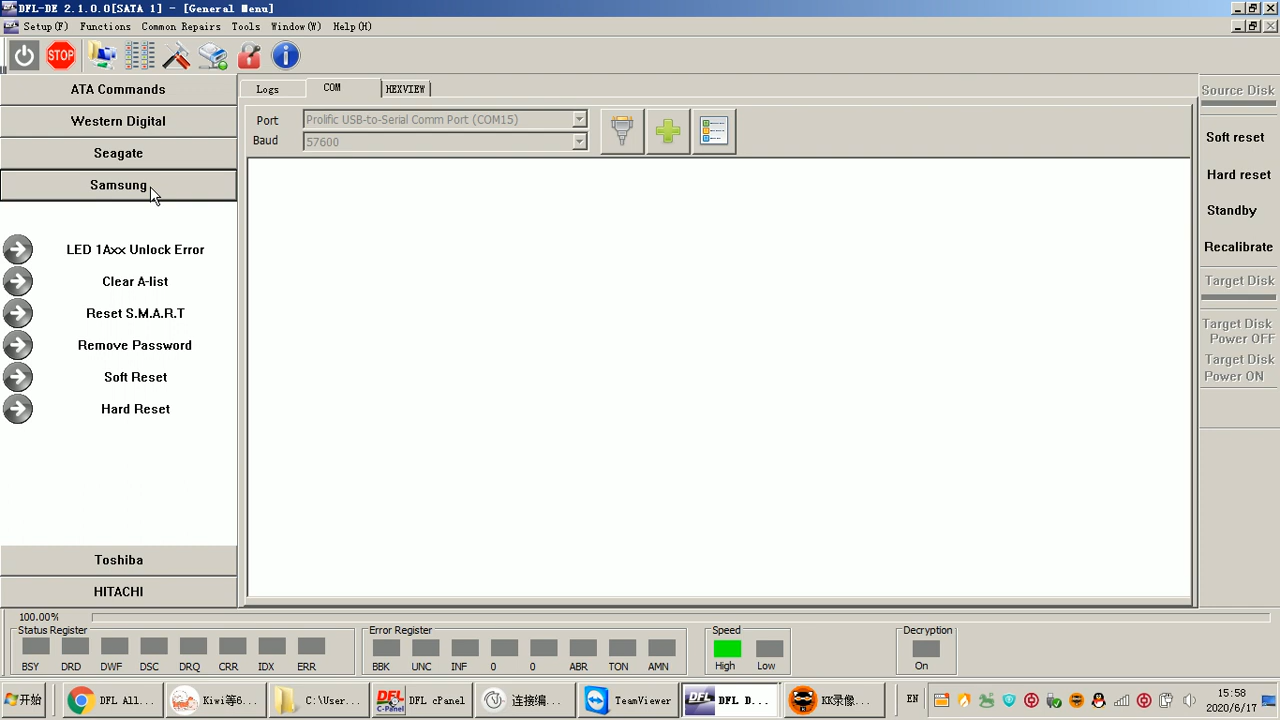 DFL-DE 2.1.0.0[SATA 1] - [General Menu]
Setup(F) Functions Common Repairs Tools Window(W) Help(H)
STOP
ATA Commands
Western Digital
Seagate
Samsung
LED 1Axx Unlock Error
Clear A-list
Reset S.M.A.R.T
Remove Password
Soft Reset
Hard Reset
Toshiba
HITACHI
Logs COM HEXVIEW
Port Prolific USB-to-Serial Comm Port (COM15)
Baud 57600
Source Disk
Soft reset
Hard reset
Standby
Recalibrate
Target Disk
Target Disk
Power OFF
Target Disk
Power ON
100.00%
Status Register Error Register Speed Decryption
BSY DRD DWF DSC DRQ CRR IDX ERR BBK UNC INF 0 0 ABR TON AMN High Low On
开始 DFL All... Kiwi等S... C:\User... DFL C-Panel DFL-cPanel 连接编... TeamViewer DFL DFL D... KK KK录像... EN 15:58
2020/6/17